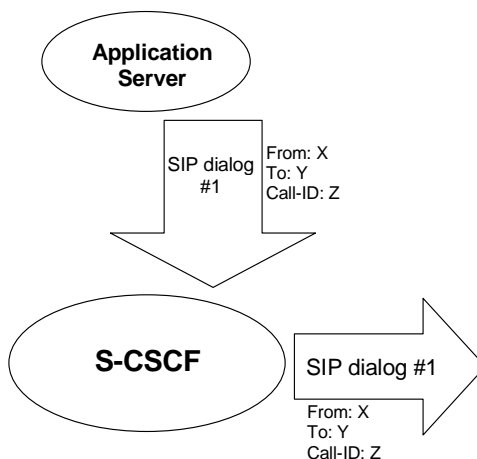 Application
Server
SIP dialog
#1
From: X
To: Y
Call-ID: Z
S-CSCF
SIP dialog #1
From: X
To: Y
Call-ID: Z